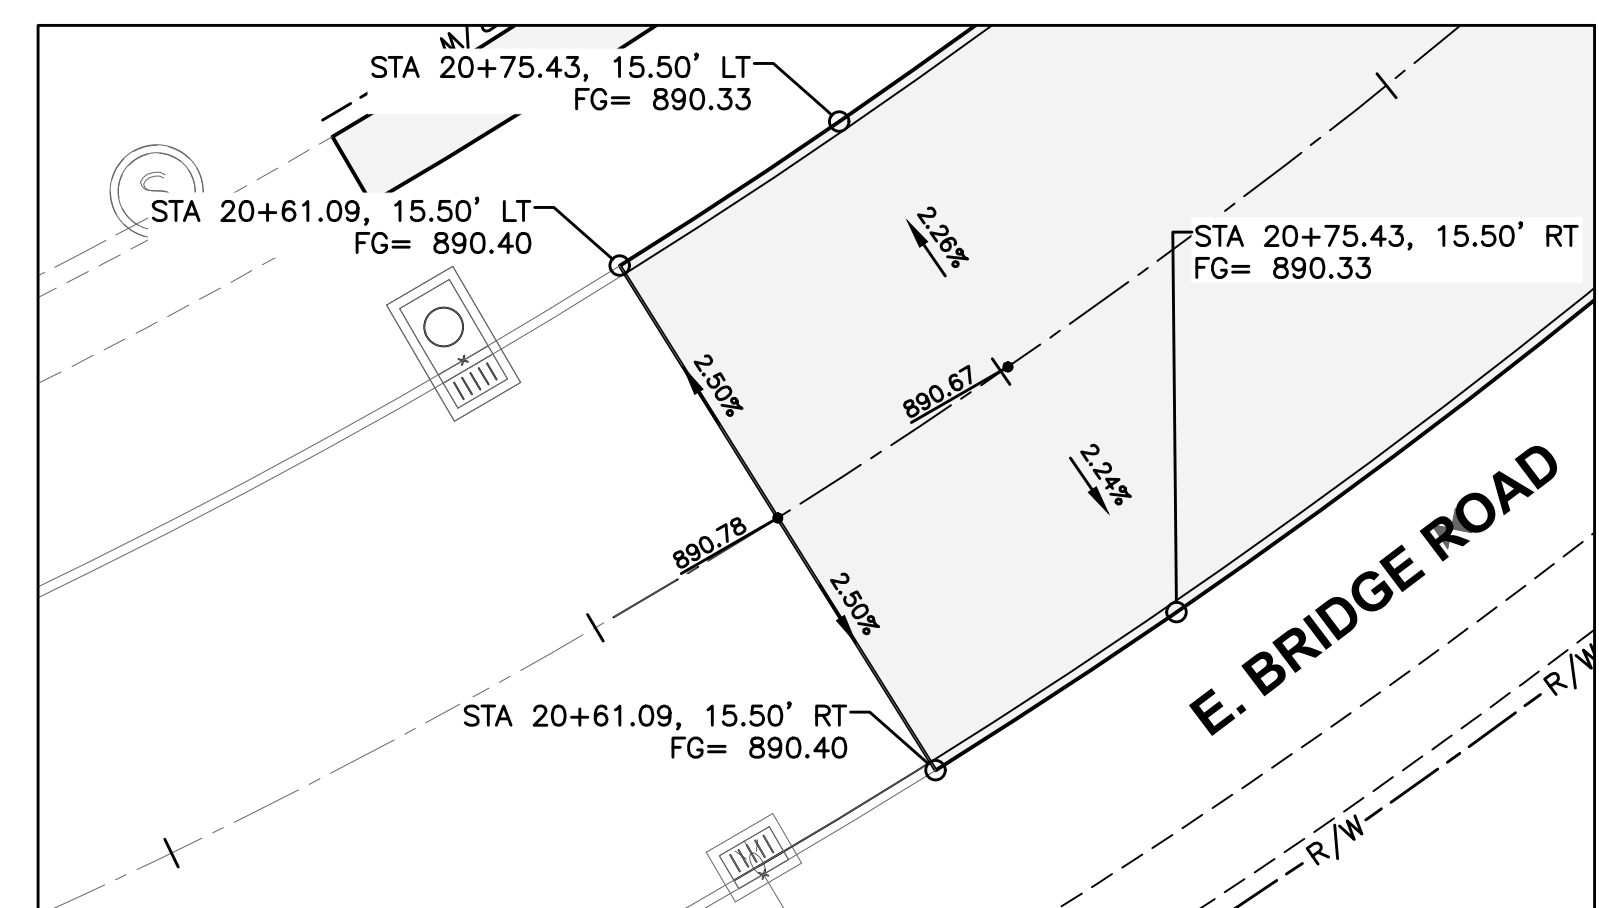 STA 20+75.43, 15.50' LT
FG= 890.33
STA 20+61.09, 15.50' LT
FG= 890.40
2.26%
STA 20+75.43, 15.50' RT
FG= 890.33
2.50%
890.67
2.24%
890.78
2.50%
E. BRIDGE ROAD
STA 20+61.09, 15.50' RT
FG= 890.40
R/W
R/W